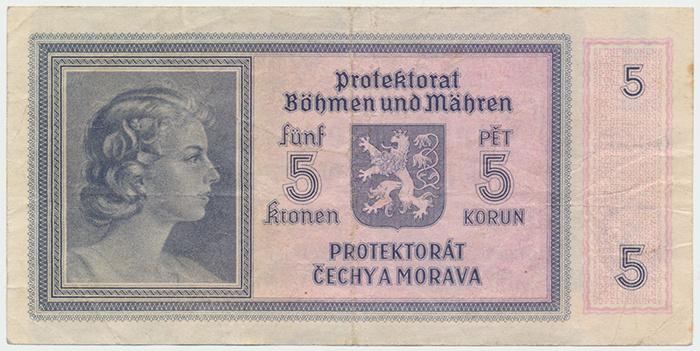 Protektorat
Böhmen und Mähren
fünf
5
Kronen
PĚT
5
KORUN
PROTEKTORÁT
ČECHY A MORAVA
5
5